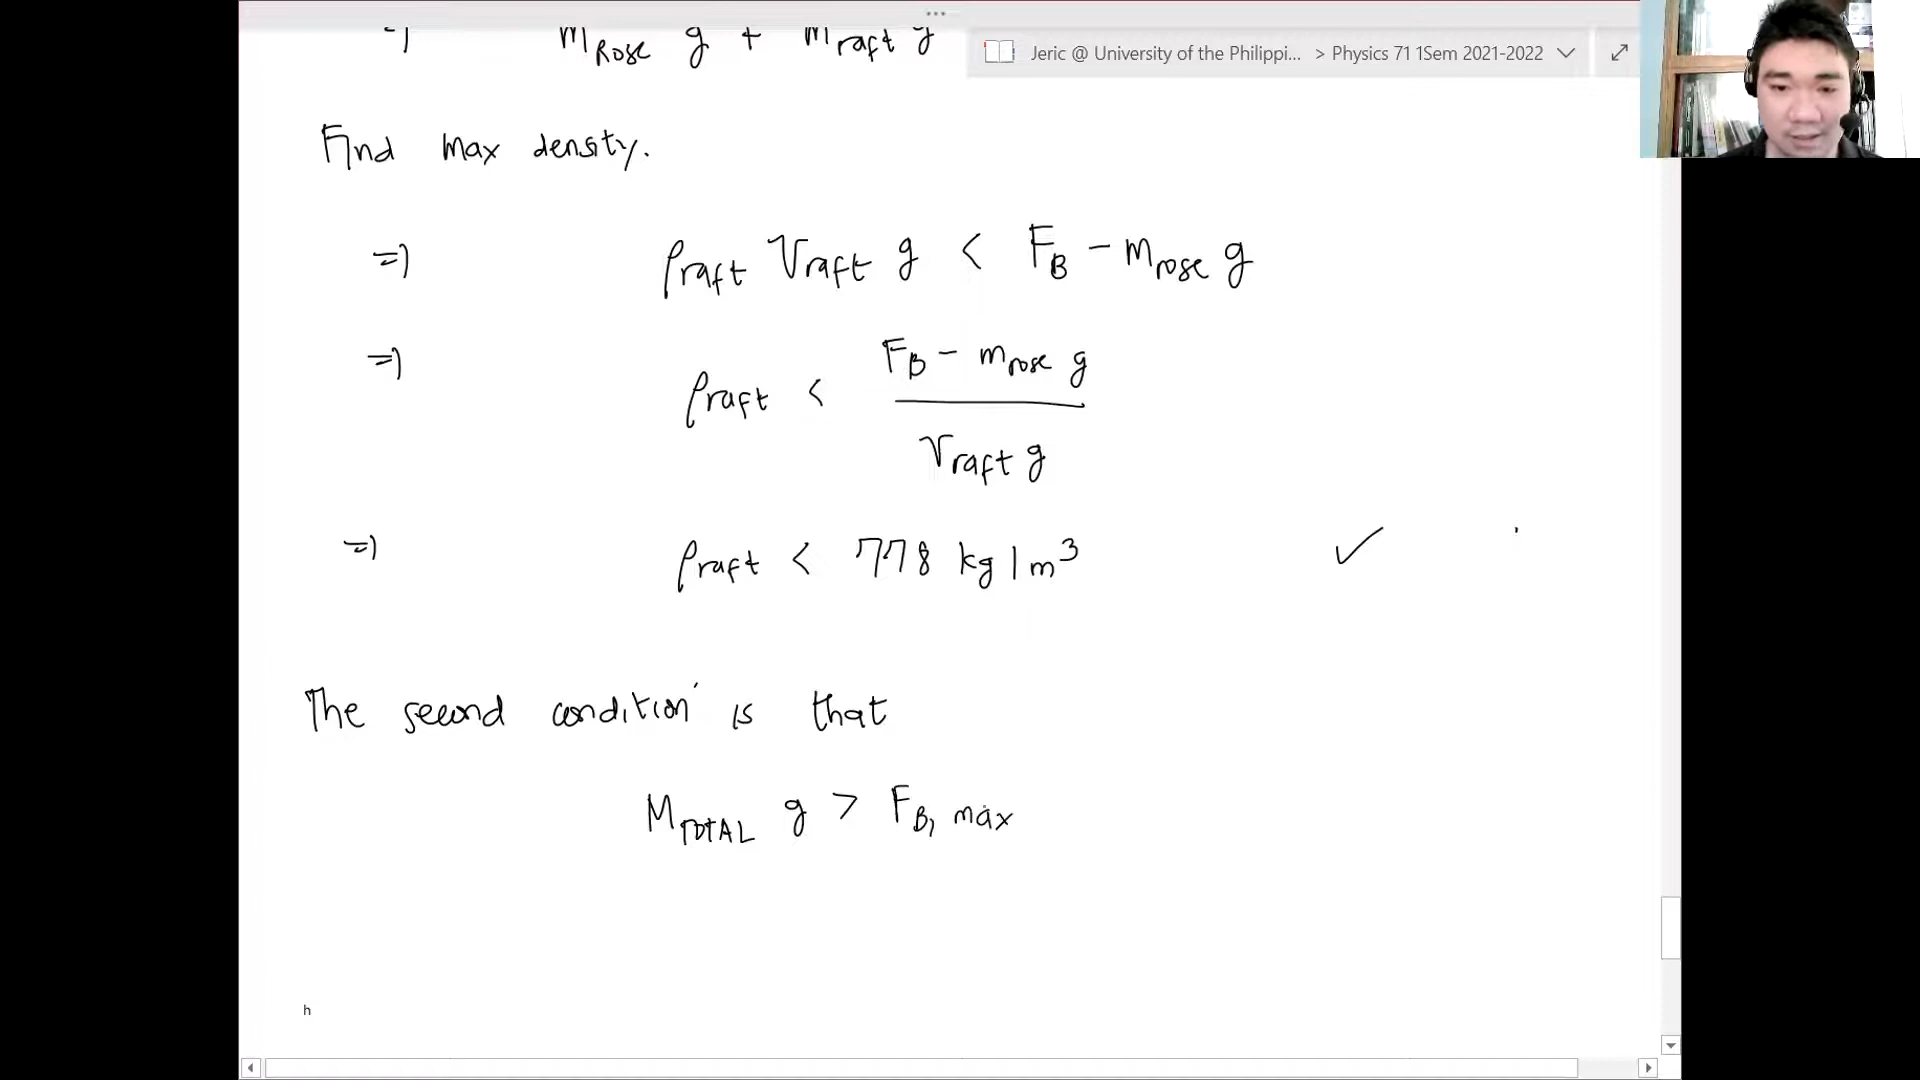 ...
=> m_Rose g + m_raft g
Jeric @ University of the Philippi... > Physics 71 1Sem 2021-2022
Find max density.
=> ρ_raft V_raft g < F_B - m_rose g
=> ρ_raft < (F_B - m_rose g) / (V_raft g)
=> ρ_raft < 778 kg/m³ ✓
The second condition is that
M_TOTAL g > F_B, max
h